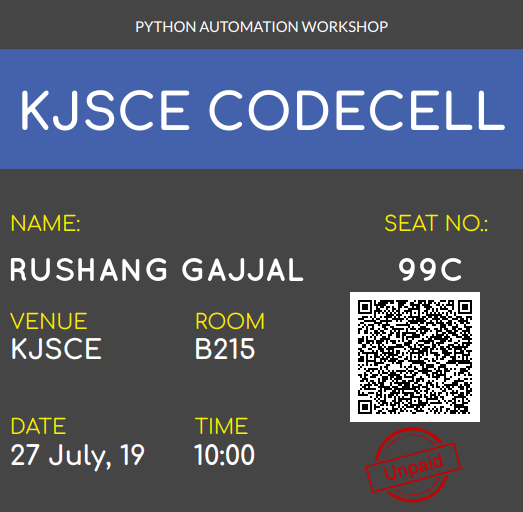 PYTHON AUTOMATION WORKSHOP
KJSCE CODECELL
NAME: SEAT NO.:
RUSHANG GAJJAL 99C
VENUE ROOM
KJSCE B215
DATE TIME
27 July, 19 10:00
Unpaid